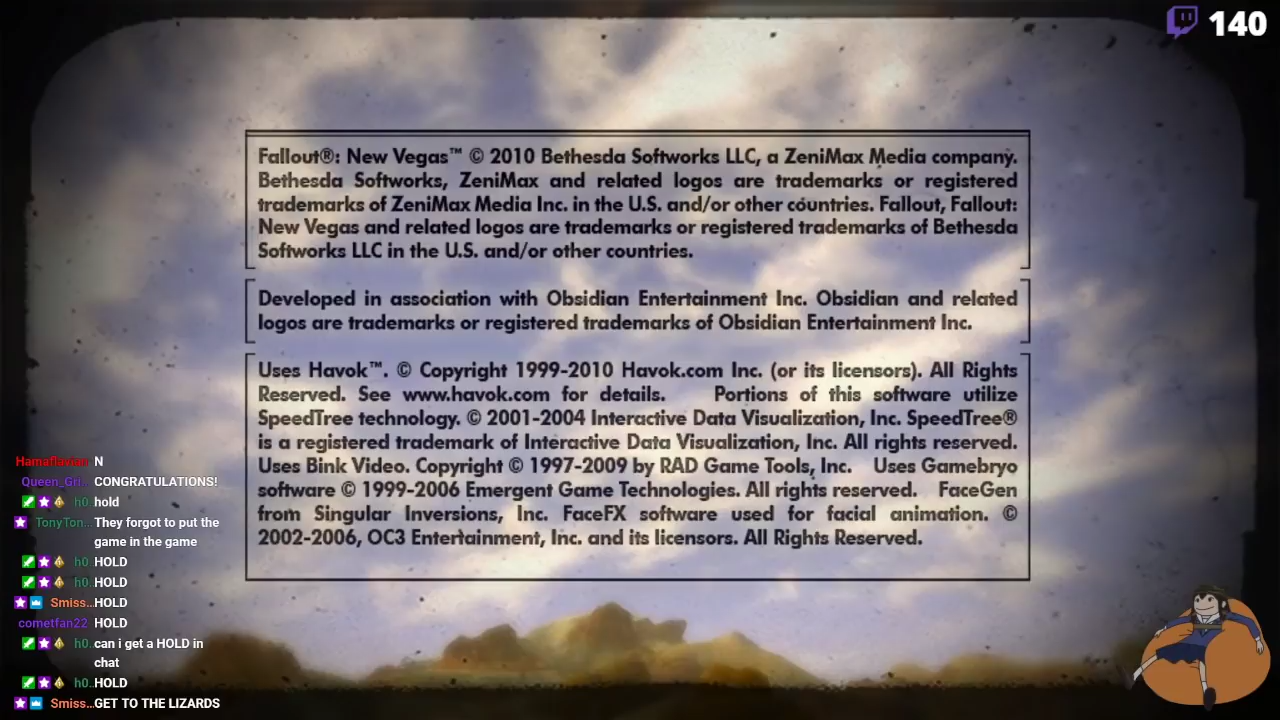 140
Fallout®: New Vegas™ © 2010 Bethesda Softworks LLC, a ZeniMax Media company.
Bethesda Softworks, ZeniMax and related logos are trademarks or registered
trademarks of ZeniMax Media Inc. in the U.S. and/or other countries. Fallout, Fallout:
New Vegas and related logos are trademarks or registered trademarks of Bethesda
Softworks LLC in the U.S. and/or other countries.
Developed in association with Obsidian Entertainment Inc. Obsidian and related
logos are trademarks or registered trademarks of Obsidian Entertainment Inc.
Uses Havok™. © Copyright 1999-2010 Havok.com Inc. (or its licensors). All Rights
Reserved. See www.havok.com for details. Portions of this software utilize
SpeedTree technology. © 2001-2004 Interactive Data Visualization, Inc. SpeedTree®
is a registered trademark of Interactive Data Visualization, Inc. All rights reserved.
Uses Bink Video. Copyright © 1997-2009 by RAD Game Tools, Inc. Uses Gamebryo
software © 1999-2006 Emergent Game Technologies. All rights reserved. FaceGen
from Singular Inversions, Inc. FaceFX software used for facial animation. ©
2002-2006, OC3 Entertainment, Inc. and its licensors. All Rights Reserved.
Hamaflavian N
Queen_Gri... CONGRATULATIONS!
h0. hold
TonyTon... They forgot to put the
game in the game
h0. HOLD
h0. HOLD
Smiss... HOLD
cometfan22 HOLD
h0. can i get a HOLD in
chat
h0. HOLD
Smiss... GET TO THE LIZARDS